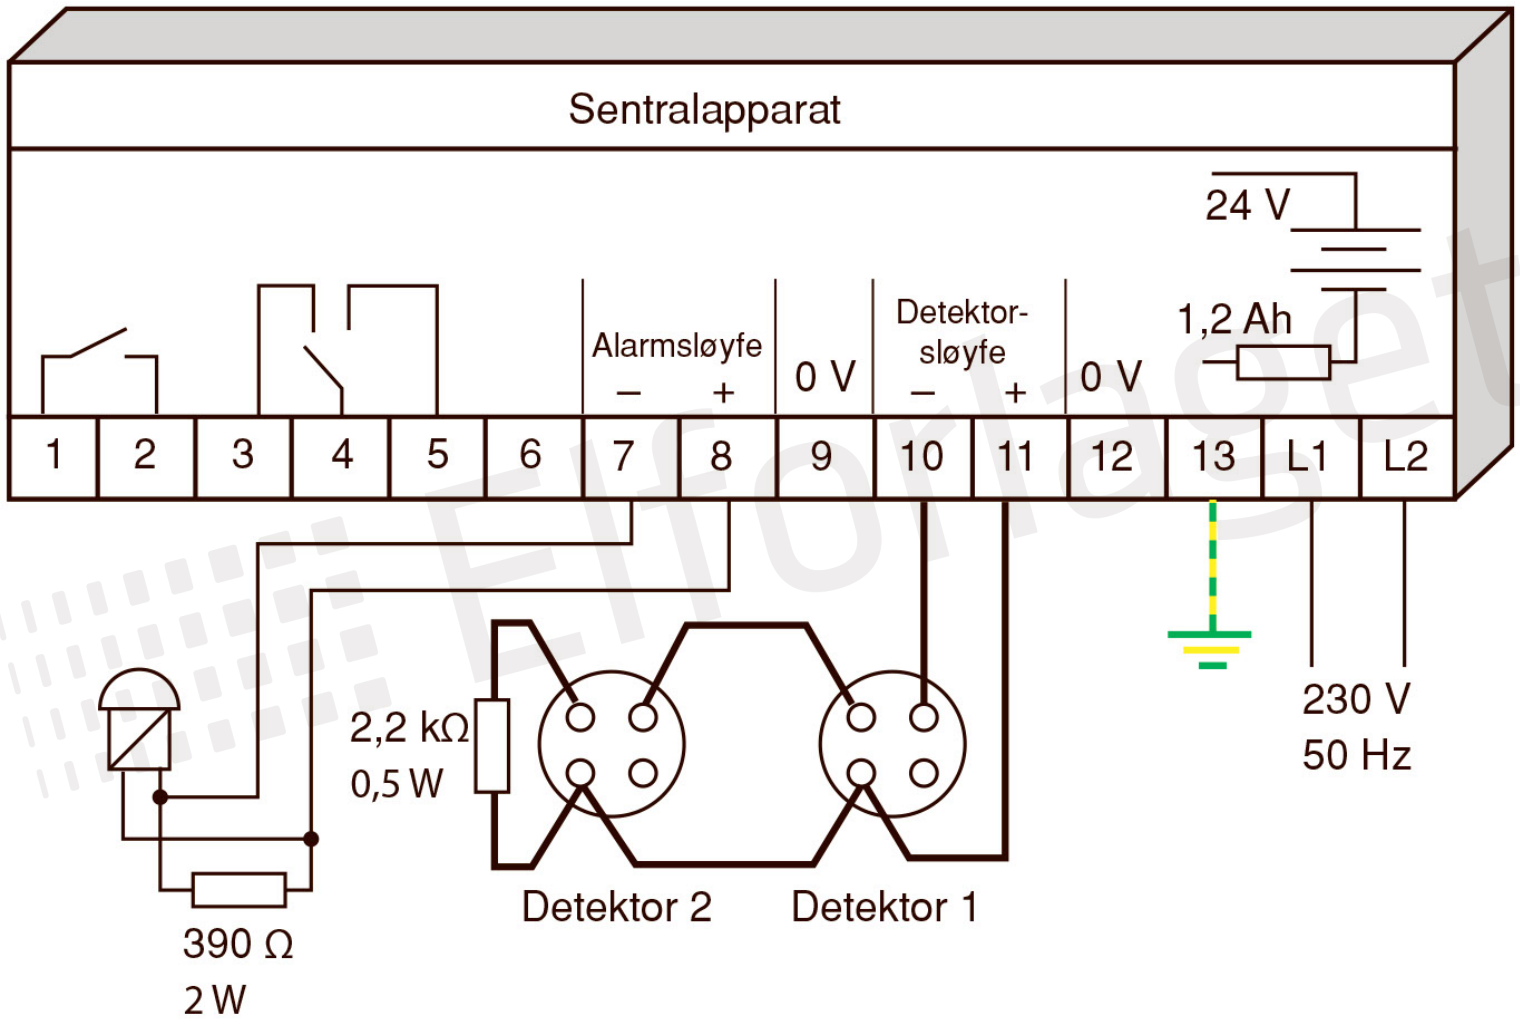 Sentralapparat
24 V
1,2 Ah
Alarmsløyfe
– +
0 V
Detektor-
sløyfe
– +
0 V
1 2 3 4 5 6 7 8 9 10 11 12 13 L1 L2
Elforlaget
2,2 kΩ
0,5 W
230 V
50 Hz
Detektor 2
Detektor 1
390 Ω
2 W